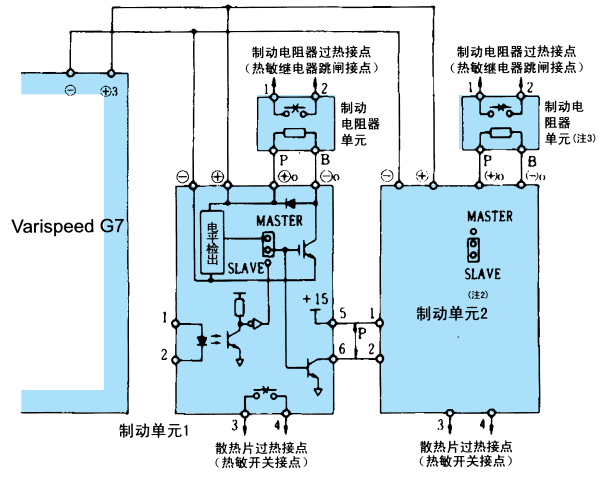 制动电阻器过热接点
(热敏继电器跳闸接点)
制动电阻器过热接点
(热敏继电器跳闸接点)
⊖
⊕3
1
2
制动
电阻器
单元
1
2
制动电
阻器
单元(注3)
P
B
P
B
⊖
⊕
⊕0
⊖0
⊖
⊕
(+)0
(−)0
Varispeed G7
电平检出
MASTER
SLAVE
MASTER
SLAVE
(注2)
制动单元2
+15
1
2
5
6
P
1
2
3
4
3
4
制动单元1
散热片过热接点
(热敏开关接点)
散热片过热接点
(热敏开关接点)